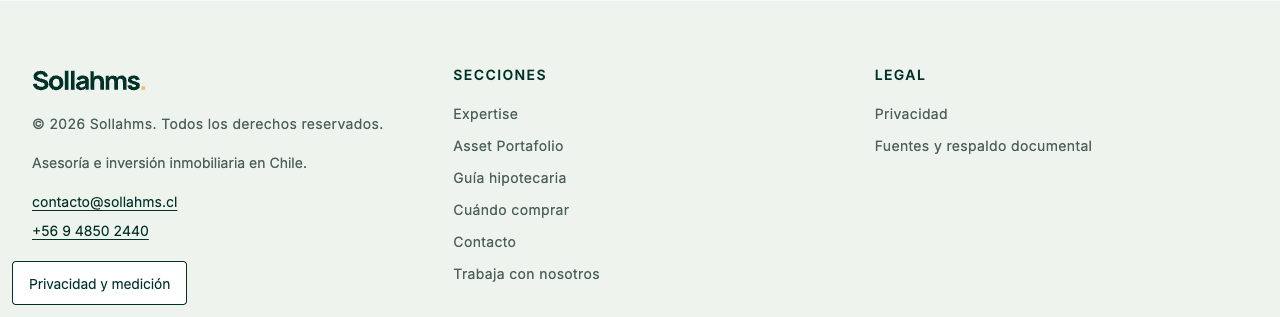 Sollahms.
© 2026 Sollahms. Todos los derechos reservados.
Asesoría e inversión inmobiliaria en Chile.
contacto@sollahms.cl
+56 9 4850 2440
Privacidad y medición
SECCIONES
Expertise
Asset Portafolio
Guía hipotecaria
Cuándo comprar
Contacto
Trabaja con nosotros
LEGAL
Privacidad
Fuentes y respaldo documental